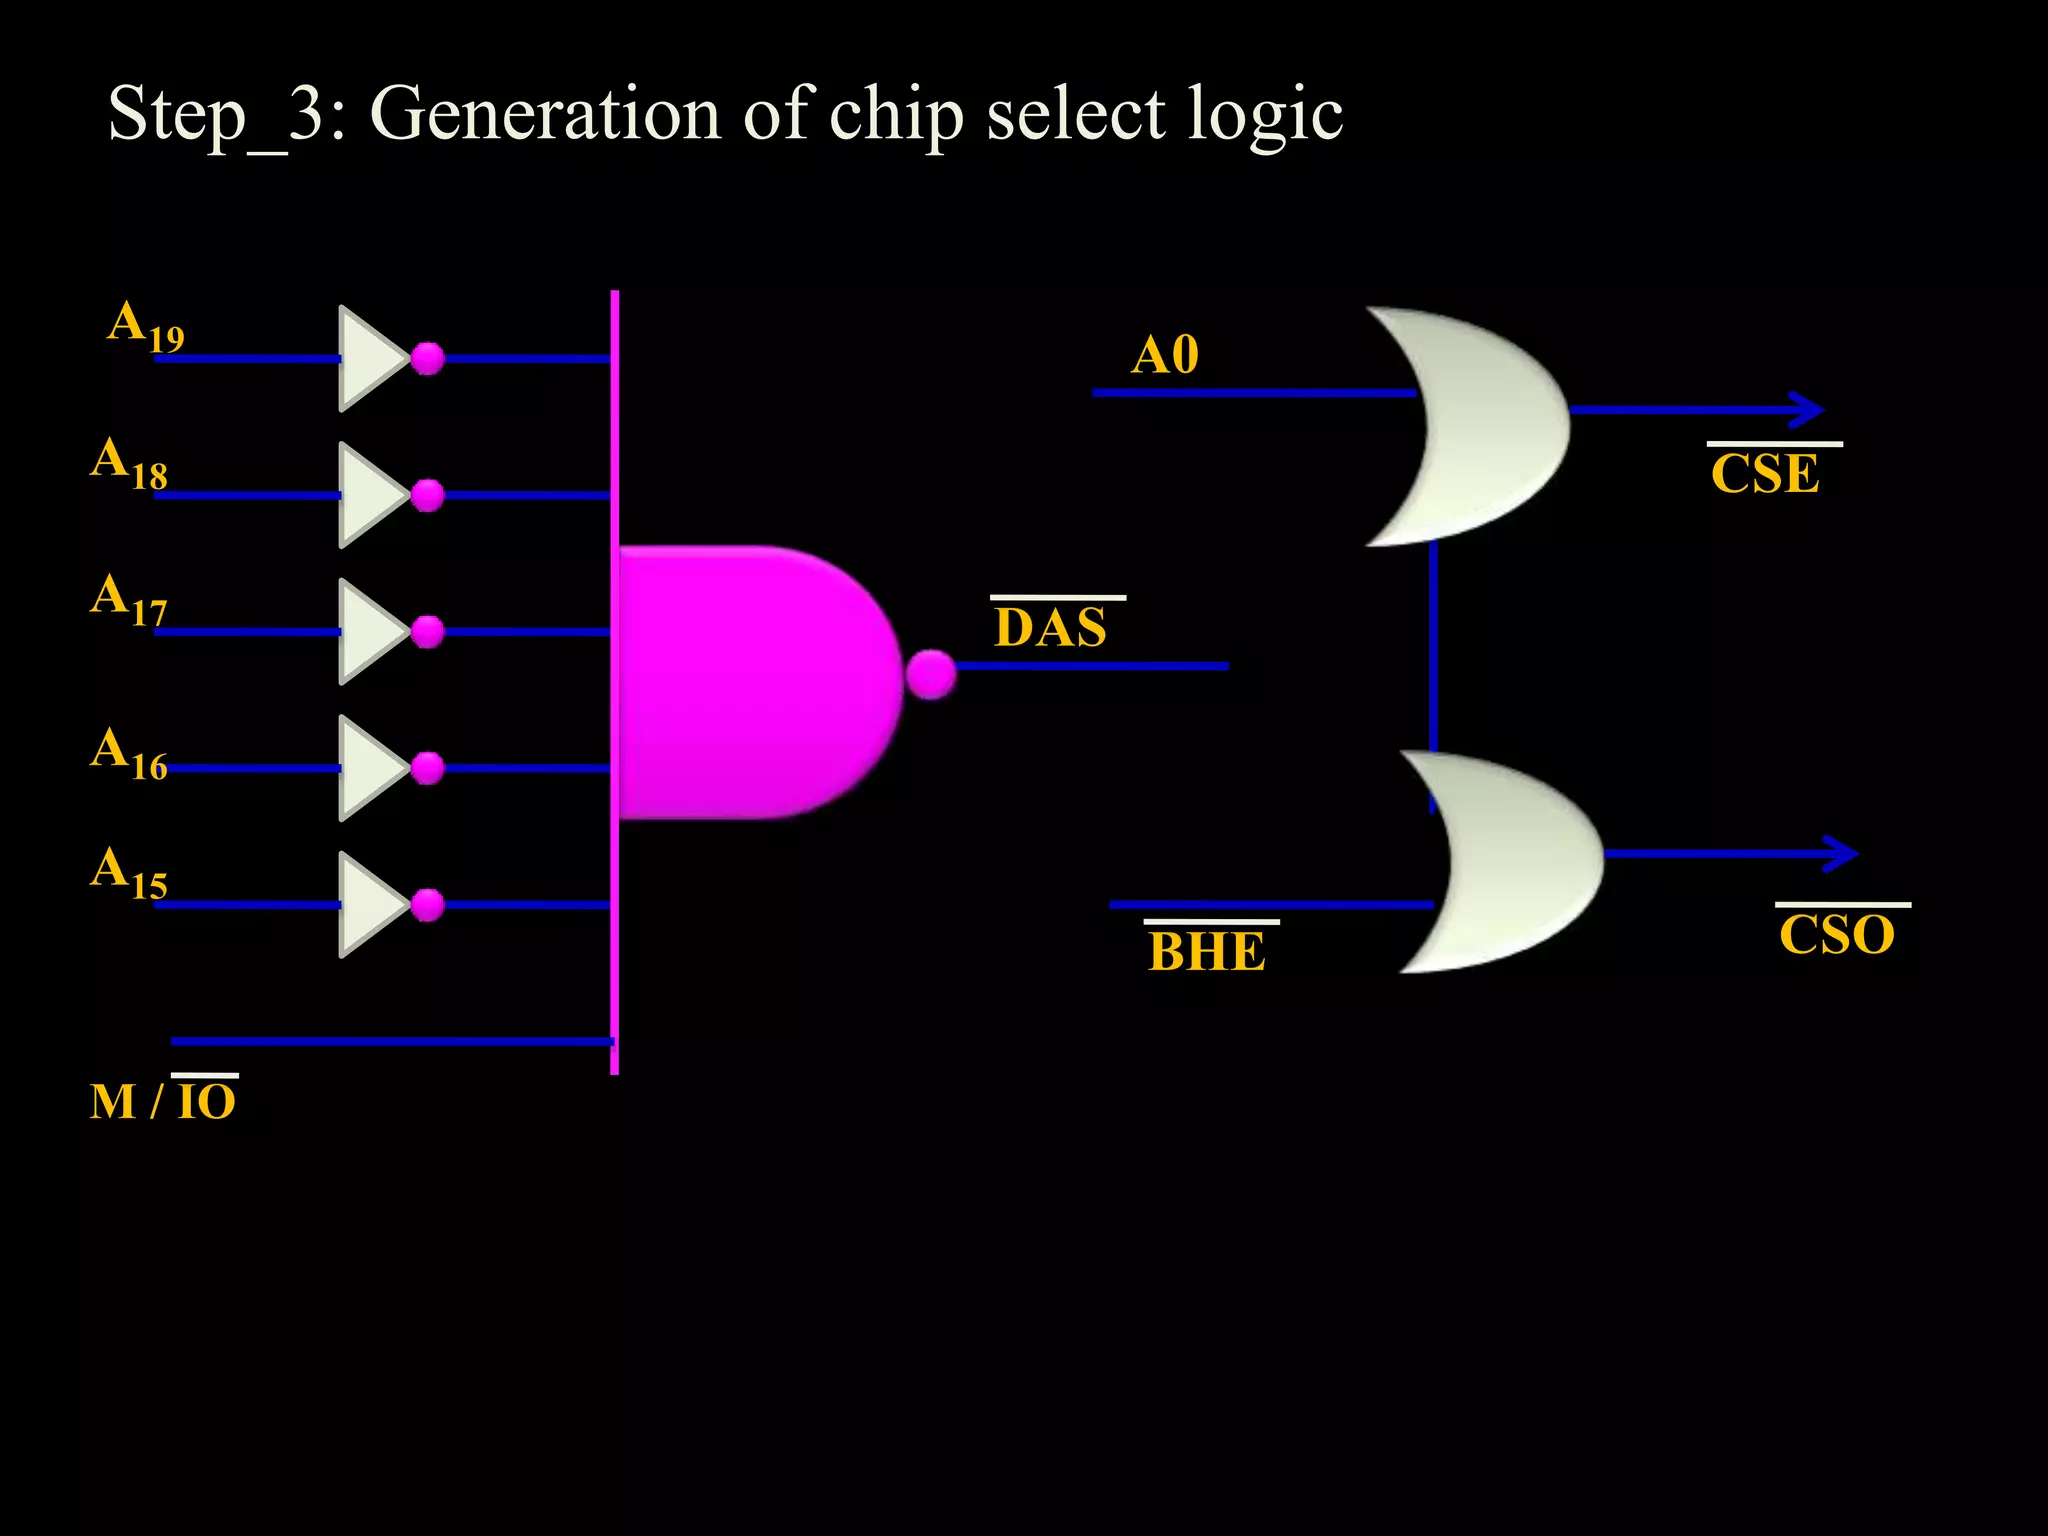 Step_3: Generation of chip select logic
A19
A0
A18
CSE
A17
DAS
A16
A15
CSO
BHE
M / IO